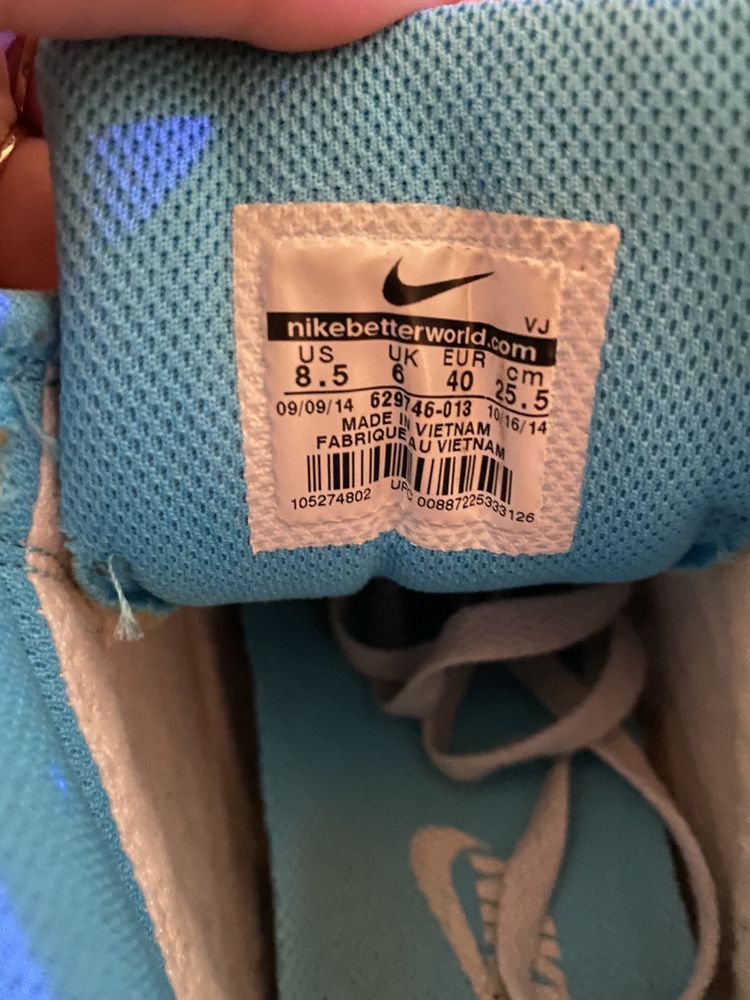 VJ
nikebetterworld.com
US UK EUR cm
8.5 6 40 25.5
09/09/14 629746-013 10/16/14
MADE IN VIETNAM
FABRIQUE AU VIETNAM
105274802 UPC 00887225333126